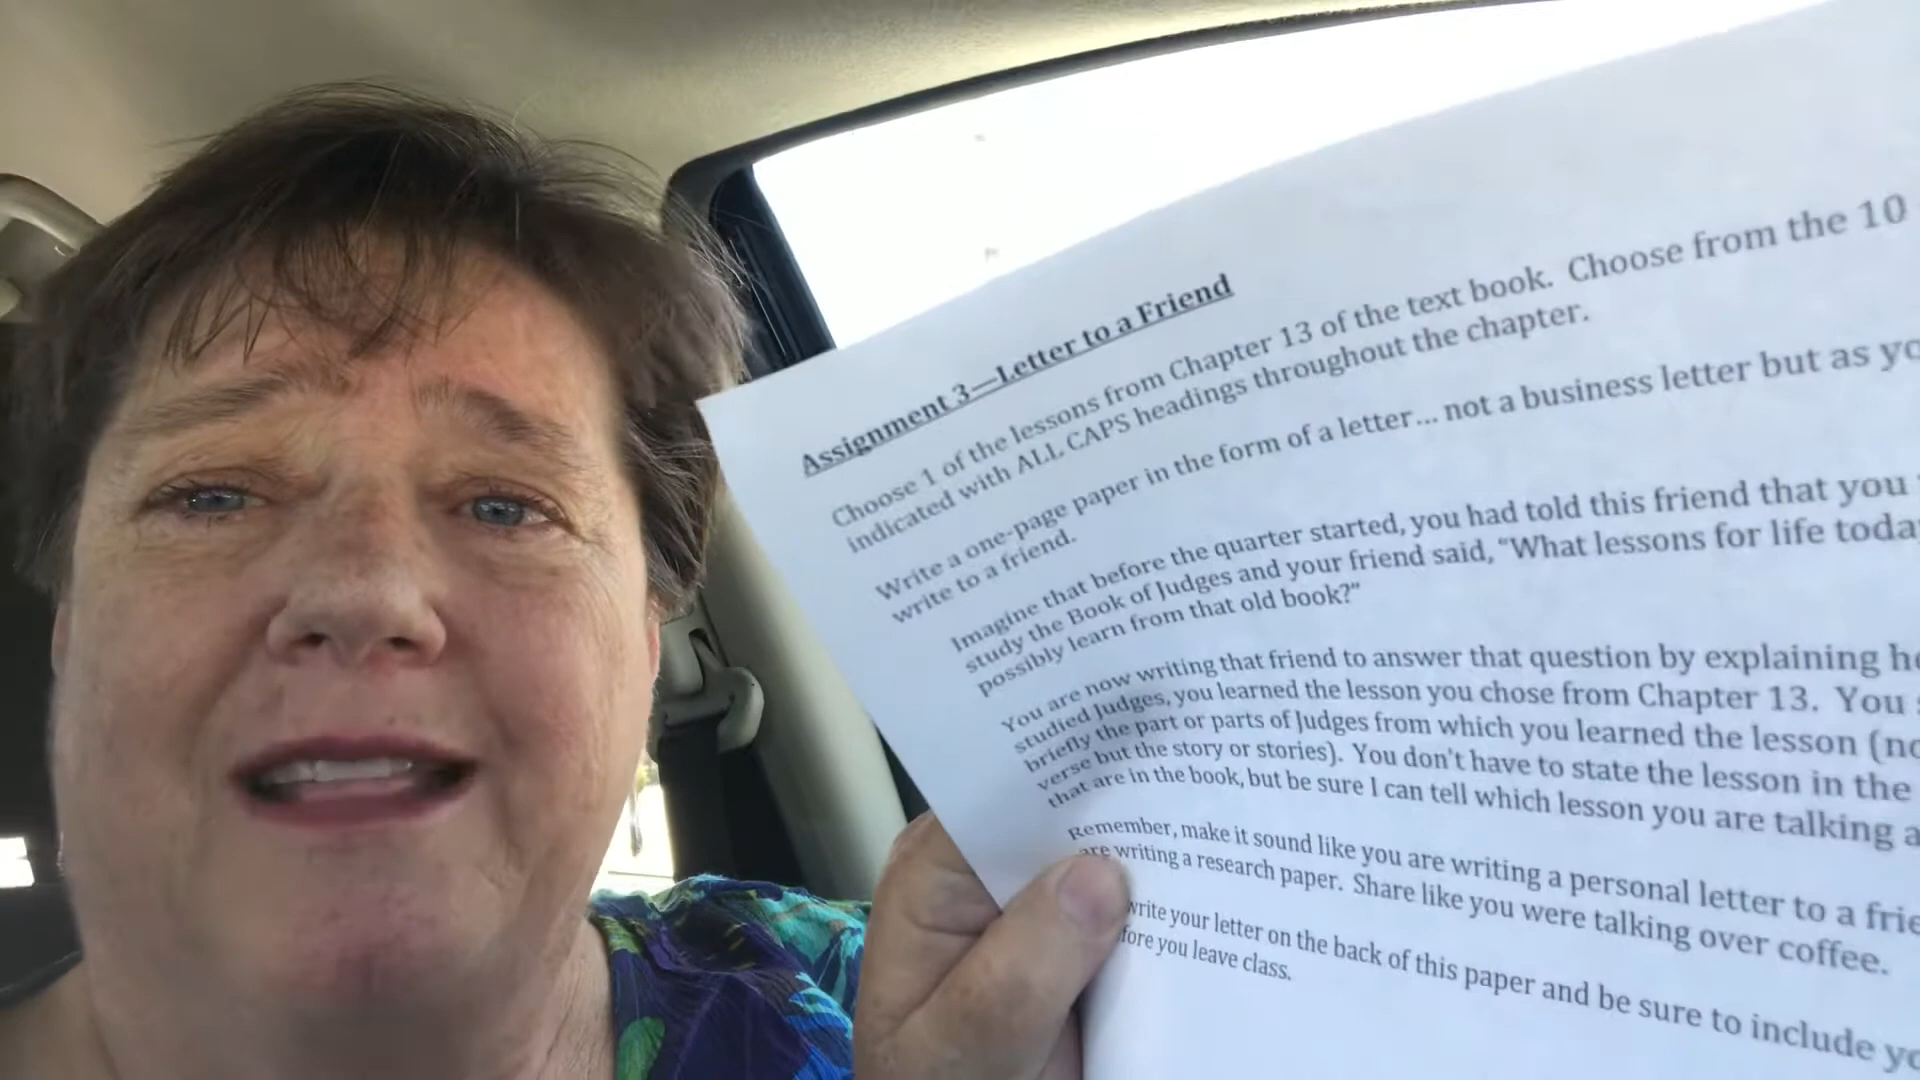 Assignment 3—Letter to a Friend
Choose 1 of the lessons from Chapter 13 of the text book. Choose from the 10
indicated with ALL CAPS headings throughout the chapter.
Write a one-page paper in the form of a letter... not a business letter but as
write to a friend.
Imagine that before the quarter started, you had told this friend that you
study the Book of Judges and your friend said, "What lessons for life
possibly learn from that old book?"
You are now writing that friend to answer that question by explaining
studied Judges, you learned the lesson you chose from Chapter 13. You
briefly the part or parts of Judges from which you learned the lesson
verse but the story or stories). You don't have to state the lesson in the
that are in the book, but be sure I can tell which lesson you are talking
Remember, make it sound like you are writing a personal letter to a
are writing a research paper. Share like you were talking over coffee.
write your letter on the back of this paper and be sure to include
you leave class.